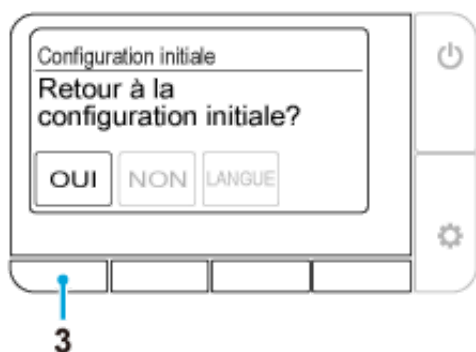 Configuration initiale
Retour à la
configuration initiale?
OUI NON LANGUE
3